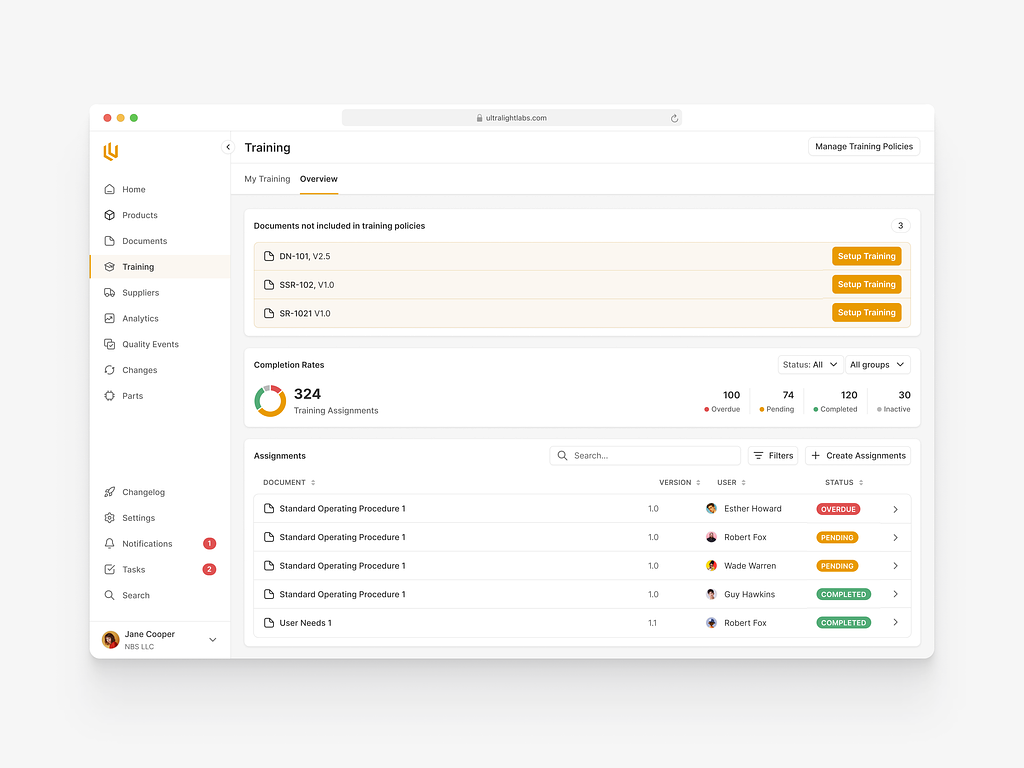 ultralightlabs.com
Training
Manage Training Policies
My Training Overview
Home
Products
Documents
Training
Suppliers
Analytics
Quality Events
Changes
Parts
Changelog
Settings
Notifications 1
Tasks 2
Search
Jane Cooper
NBS LLC
Documents not included in training policies 3
DN-101, V2.5 Setup Training
SSR-102, V1.0 Setup Training
SR-1021 V1.0 Setup Training
Completion Rates Status: All All groups
324
Training Assignments
100 74 120 30
Overdue Pending Completed Inactive
Assignments Search... Filters Create Assignments
DOCUMENT VERSION USER STATUS
Standard Operating Procedure 1 1.0 Esther Howard OVERDUE
Standard Operating Procedure 1 1.0 Robert Fox PENDING
Standard Operating Procedure 1 1.0 Wade Warren PENDING
Standard Operating Procedure 1 1.0 Guy Hawkins COMPLETED
User Needs 1 1.1 Robert Fox COMPLETED